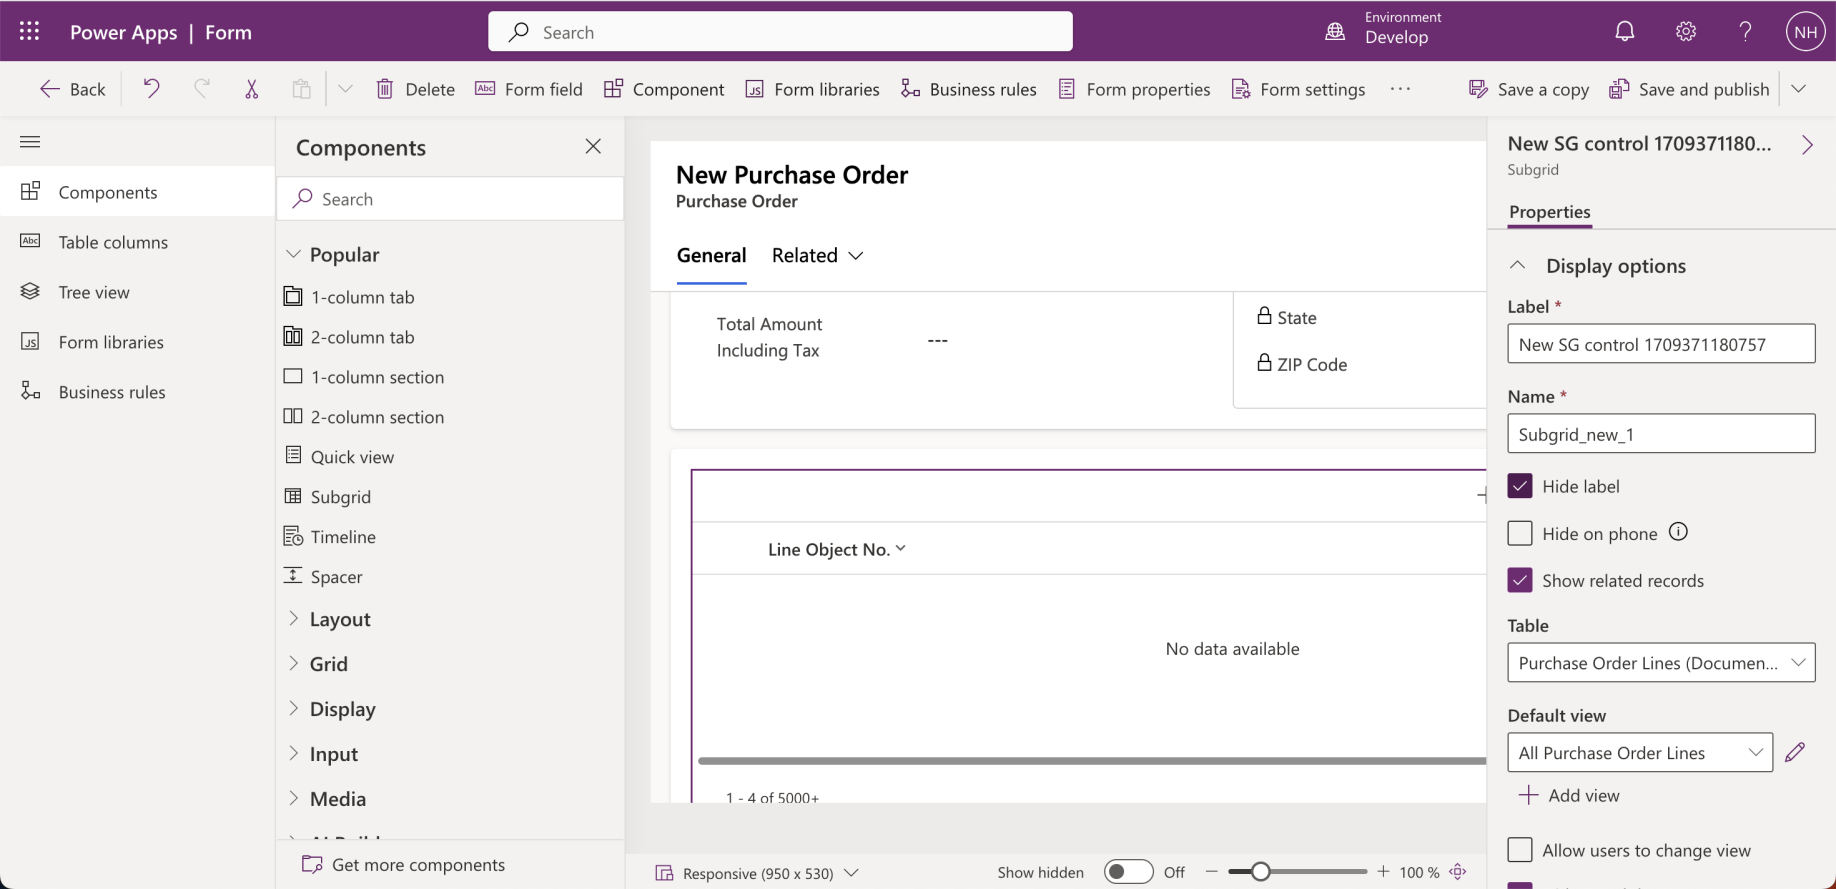 Power Apps | Form
Search
Environment
Develop
NH
Back
Delete
Form field
Component
Form libraries
Business rules
Form properties
Form settings
Save a copy
Save and publish
Components
Table columns
Tree view
Form libraries
Business rules
Components
Search
Popular
1-column tab
2-column tab
1-column section
2-column section
Quick view
Subgrid
Timeline
Spacer
Layout
Grid
Display
Input
Media
Get more components
New Purchase Order
Purchase Order
General
Related
Total Amount
Including Tax
---
State
ZIP Code
Line Object No.
No data available
1 - 4 of 5000+
Responsive (950 x 530)
Show hidden
Off
100 %
New SG control 1709371180...
Subgrid
Properties
Display options
Label *
New SG control 1709371180757
Name *
Subgrid_new_1
Hide label
Hide on phone
Show related records
Table
Purchase Order Lines (Documen...
Default view
All Purchase Order Lines
Add view
Allow users to change view